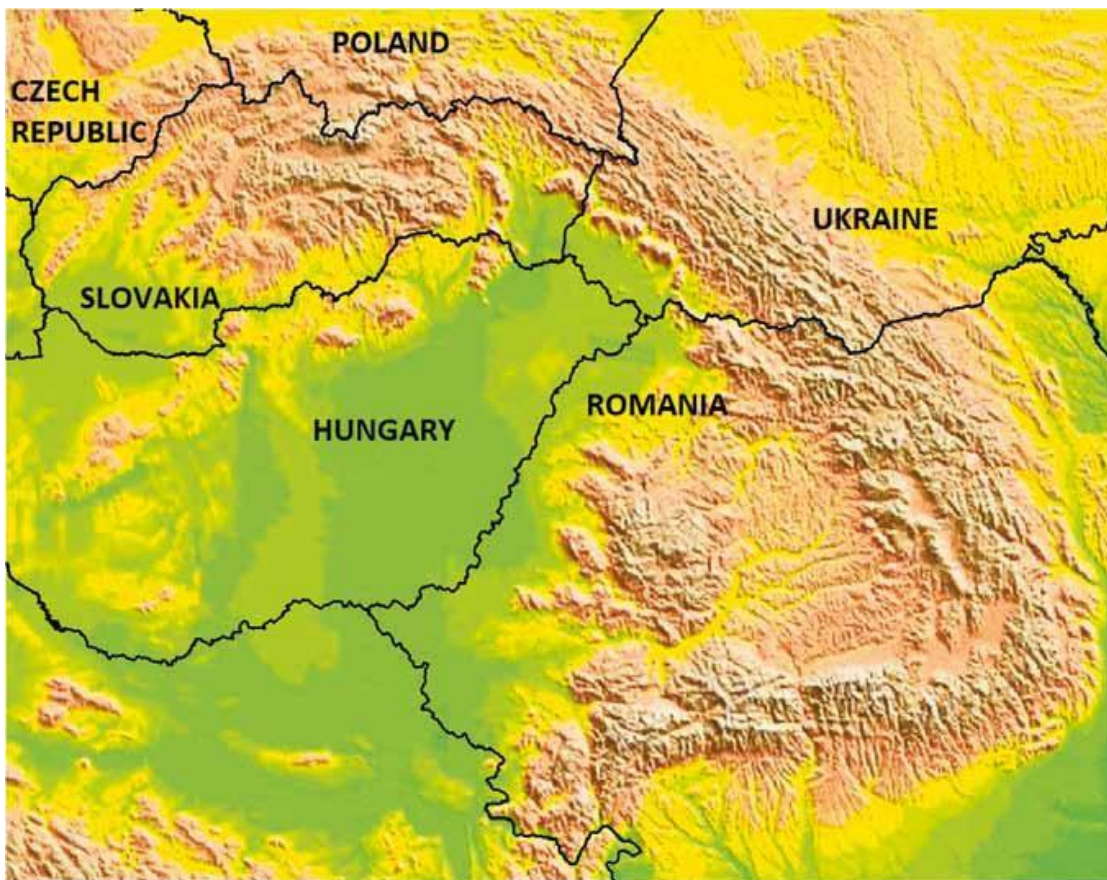 POLAND
CZECH
REPUBLIC
UKRAINE
SLOVAKIA
ROMANIA
HUNGARY